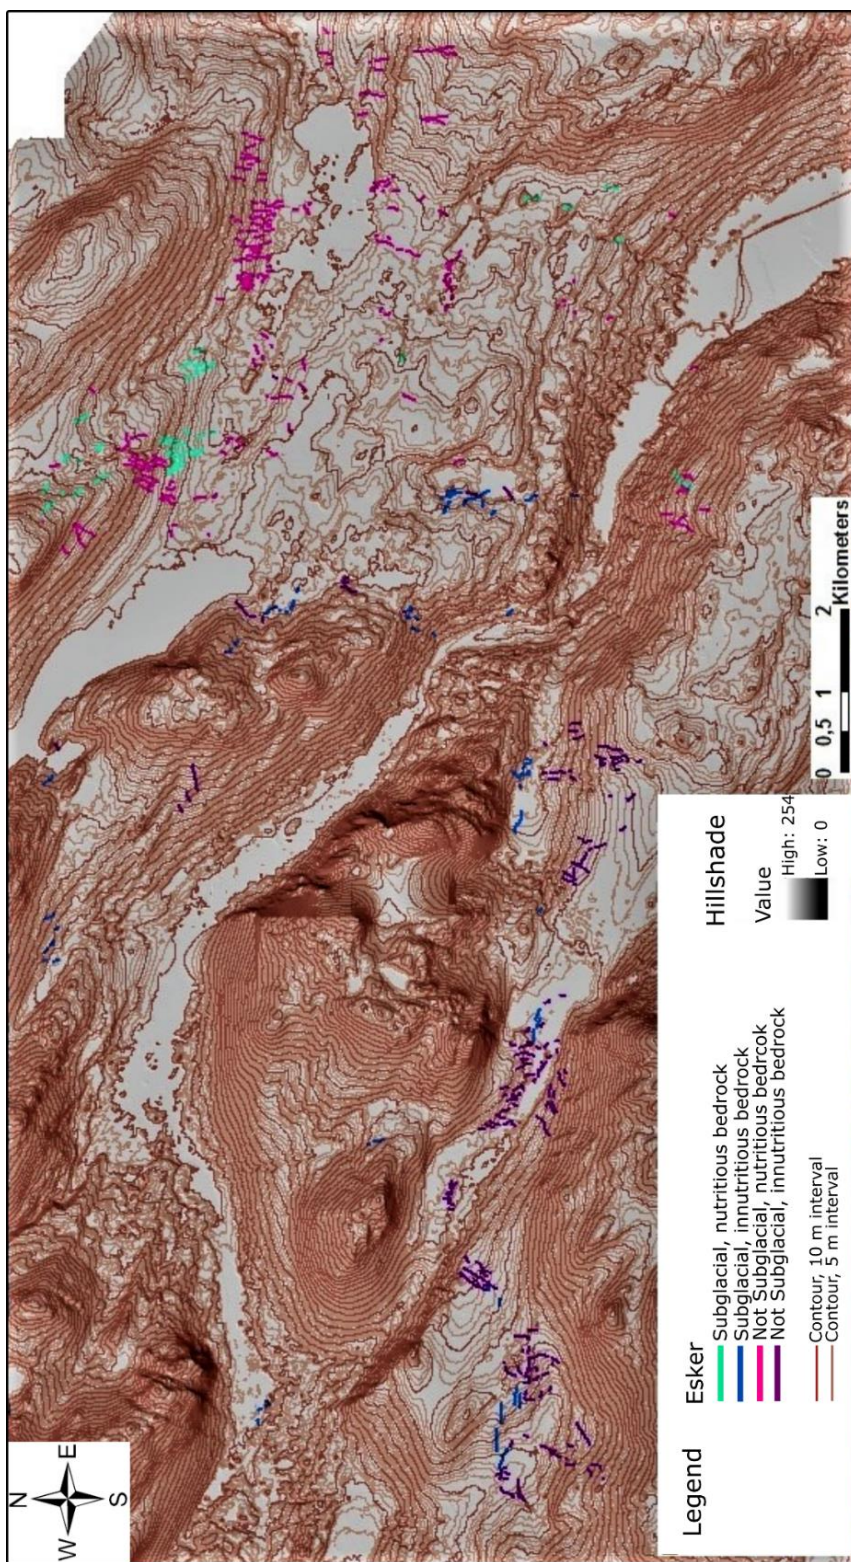 N
W E
S
Legend
Esker
Subglacial, nutritious bedrock
Subglacial, innutritious bedrock
Not Subglacial, nutritious bedrcok
Not Subglacial, innutritious bedrock
Contour, 10 m interval
Contour, 5 m interval
Hillshade
Value
High: 254
Low: 0
0 0,5 1 2
Kilometers